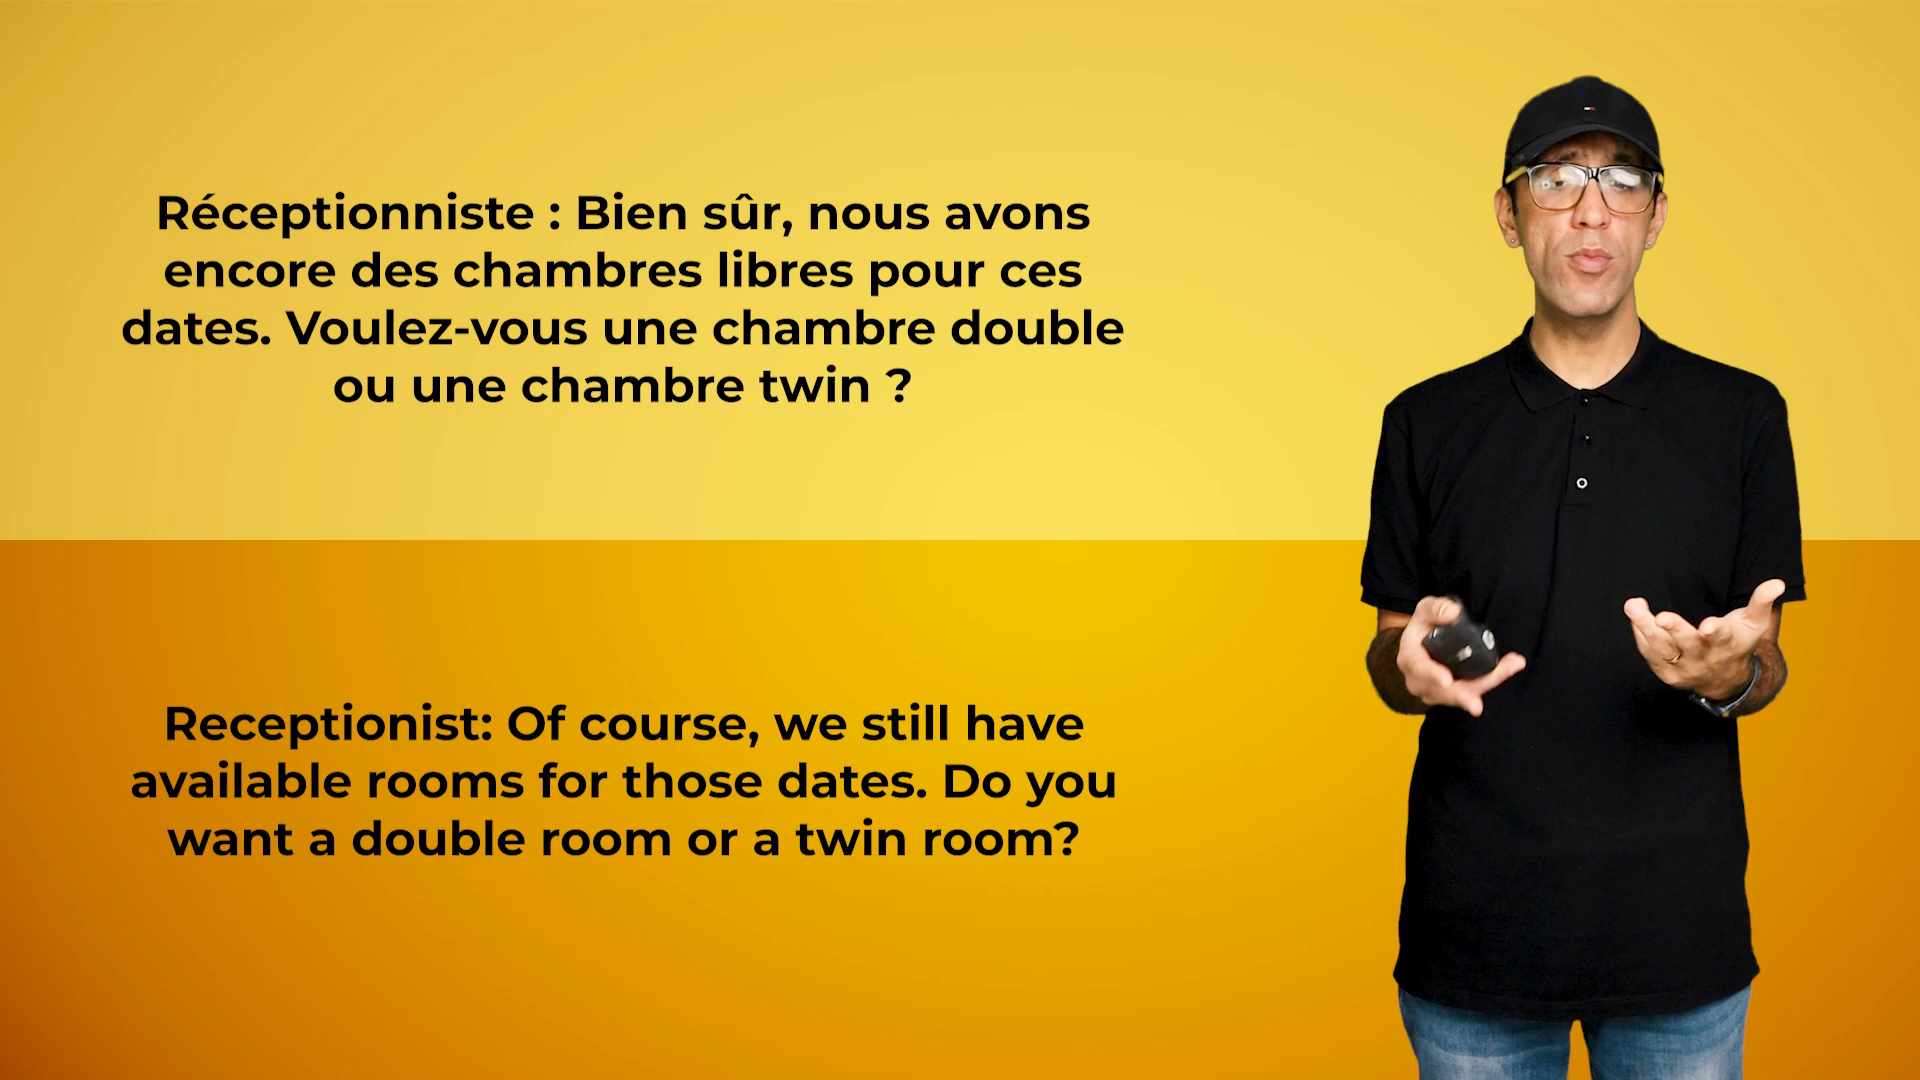 Réceptionniste : Bien sûr, nous avons
encore des chambres libres pour ces
dates. Voulez-vous une chambre double
ou une chambre twin ?
Receptionist: Of course, we still have
available rooms for those dates. Do you
want a double room or a twin room?